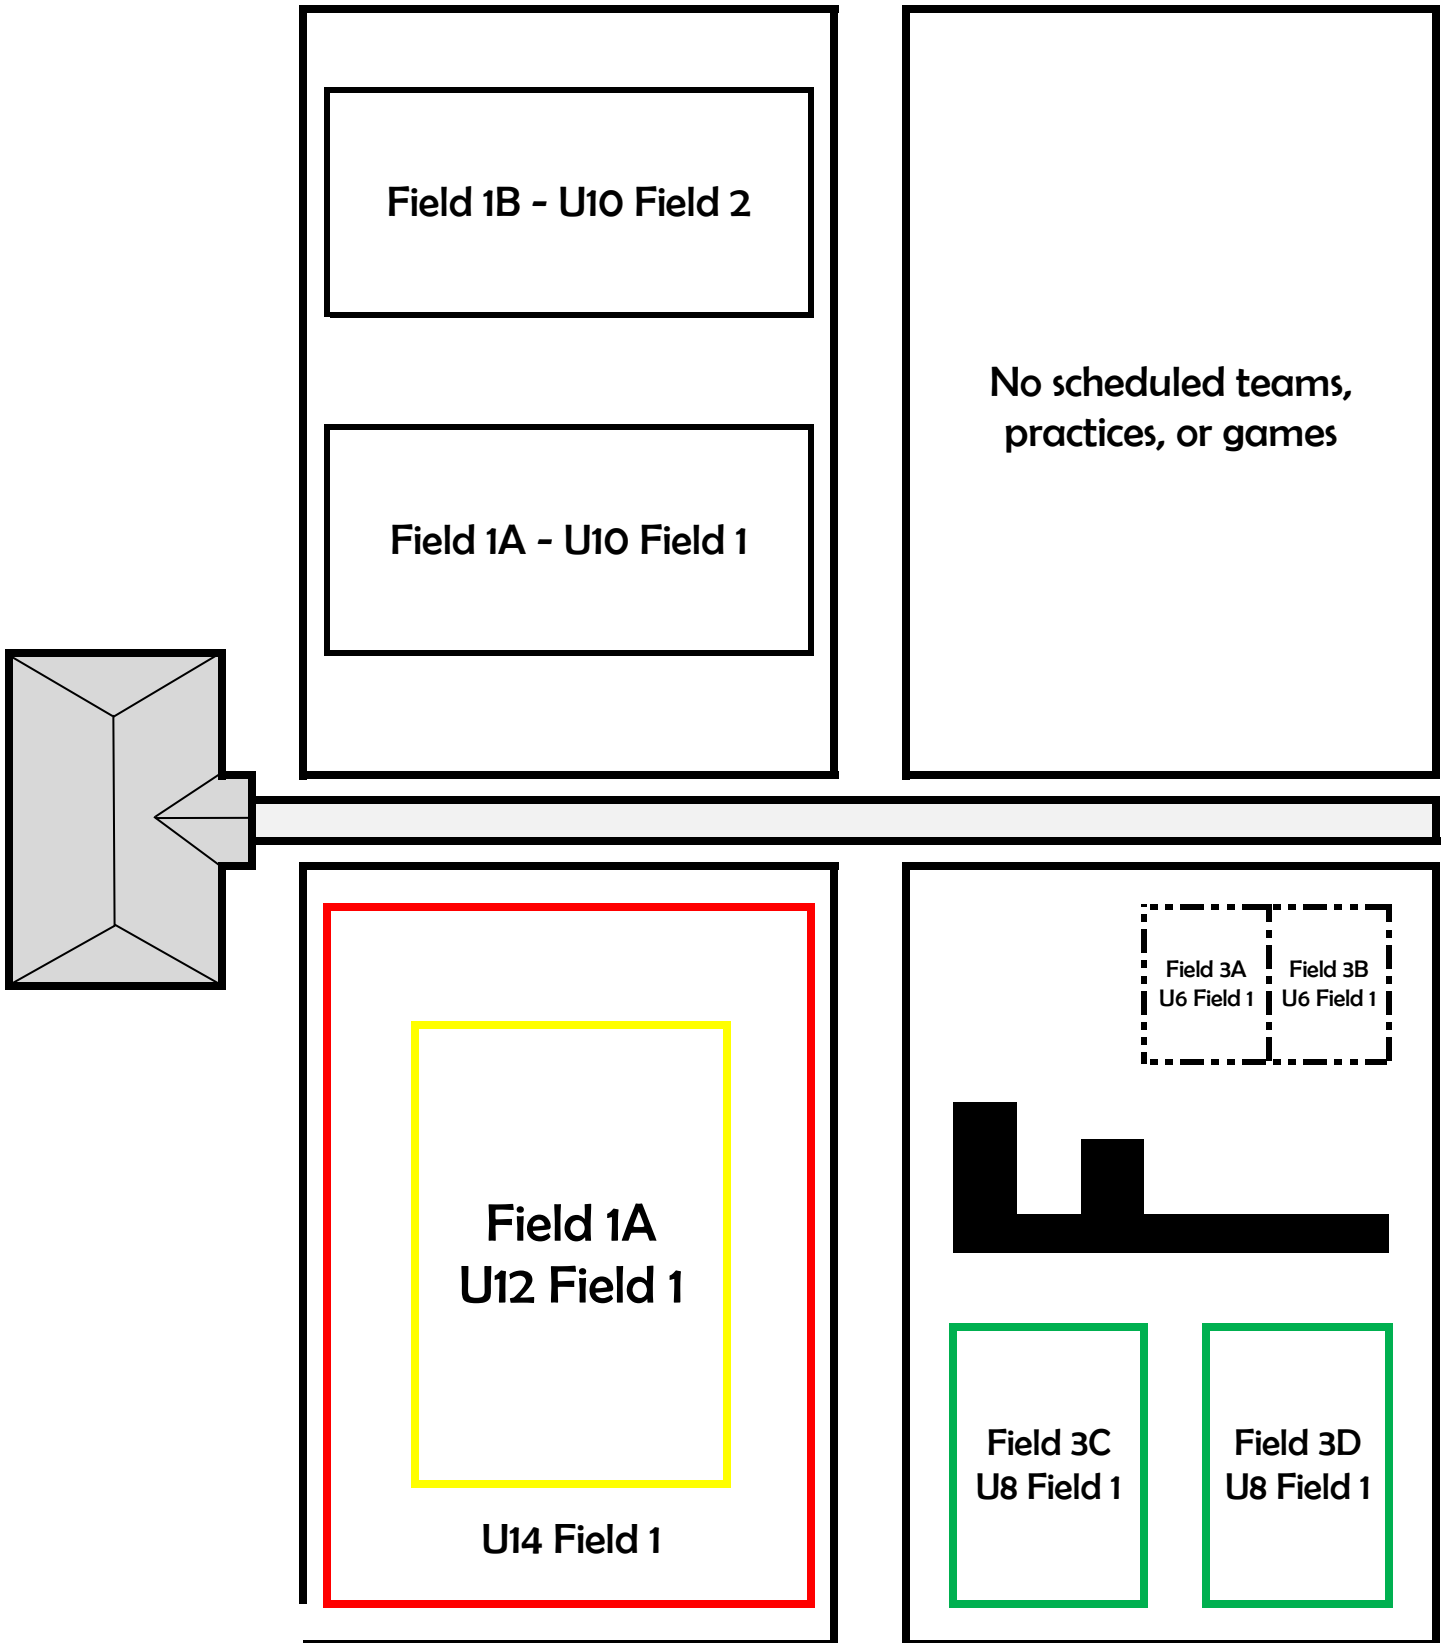 Field 1B - U10 Field 2
No scheduled teams,
practices, or games
Field 1A - U10 Field 1
Field 3A
U6 Field 1
Field 3B
U6 Field 1
Field 1A
U12 Field 1
U14 Field 1
Field 3C
U8 Field 1
Field 3D
U8 Field 1